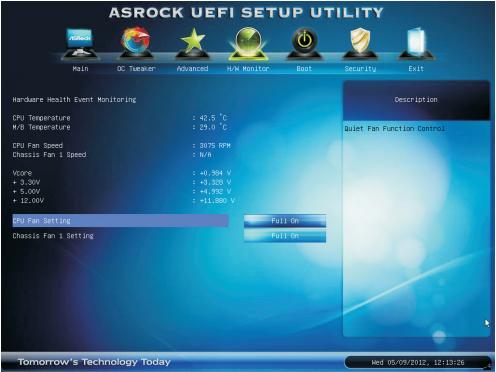 ASROCK UEFI SETUP UTILITY
ASRock
Main
OC Tweaker
Advanced
H/W Monitor
Boot
Security
Exit
Hardware Health Event Monitoring
CPU Temperature : 42.5 °C
M/B Temperature : 29.0 °C
CPU Fan Speed : 3075 RPM
Chassis Fan 1 Speed : N/A
Vcore : +0.984 V
+ 3.30V : +3.328 V
+ 5.00V : +4.992 V
+ 12.00V : +11.880 V
CPU Fan Setting Full On
Chassis Fan 1 Setting Full On
Description
Quiet Fan Function Control
Tomorrow's Technology Today
Wed 05/09/2012, 12:13:26